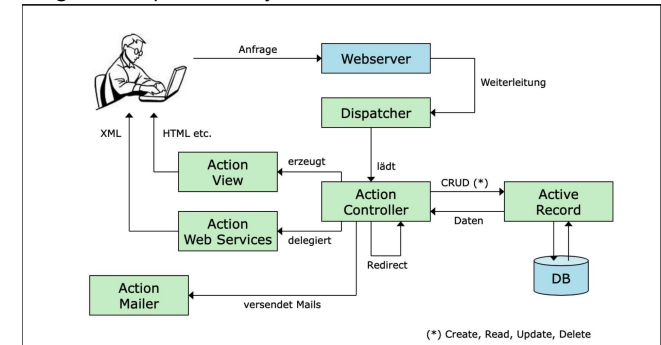 Anfrage
Webserver
Weiterleitung
Dispatcher
XML
HTML etc.
lädt
Action
View
erzeugt
Action
Controller
CRUD (*)
Daten
Active
Record
Action
Web Services
delegiert
Redirect
DB
Action
Mailer
versendet Mails
(*) Create, Read, Update, Delete